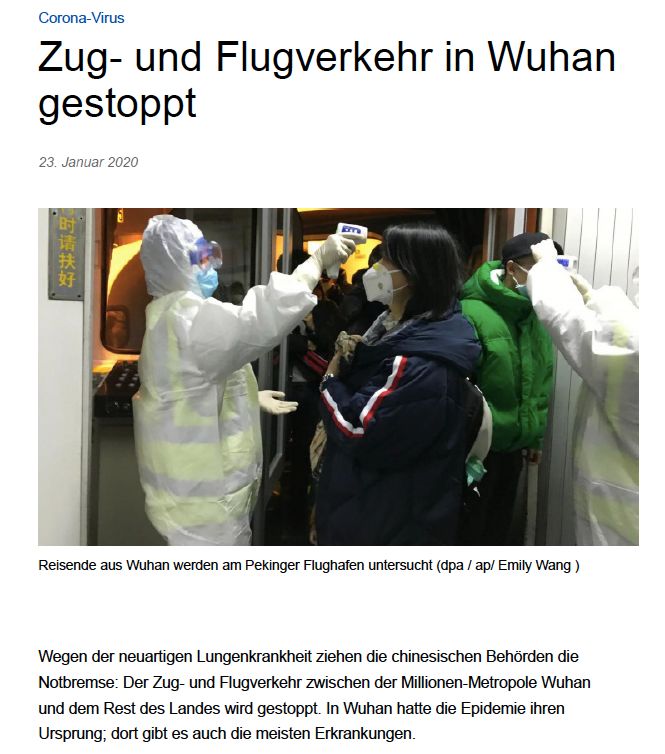 Corona-Virus
Zug- und Flugverkehr in Wuhan
gestoppt
23. Januar 2020
时请扶好
Reisende aus Wuhan werden am Pekinger Flughafen untersucht (dpa / ap/ Emily Wang )
Wegen der neuartigen Lungenkrankheit ziehen die chinesischen Behörden die
Notbremse: Der Zug- und Flugverkehr zwischen der Millionen-Metropole Wuhan
und dem Rest des Landes wird gestoppt. In Wuhan hatte die Epidemie ihren
Ursprung; dort gibt es auch die meisten Erkrankungen.